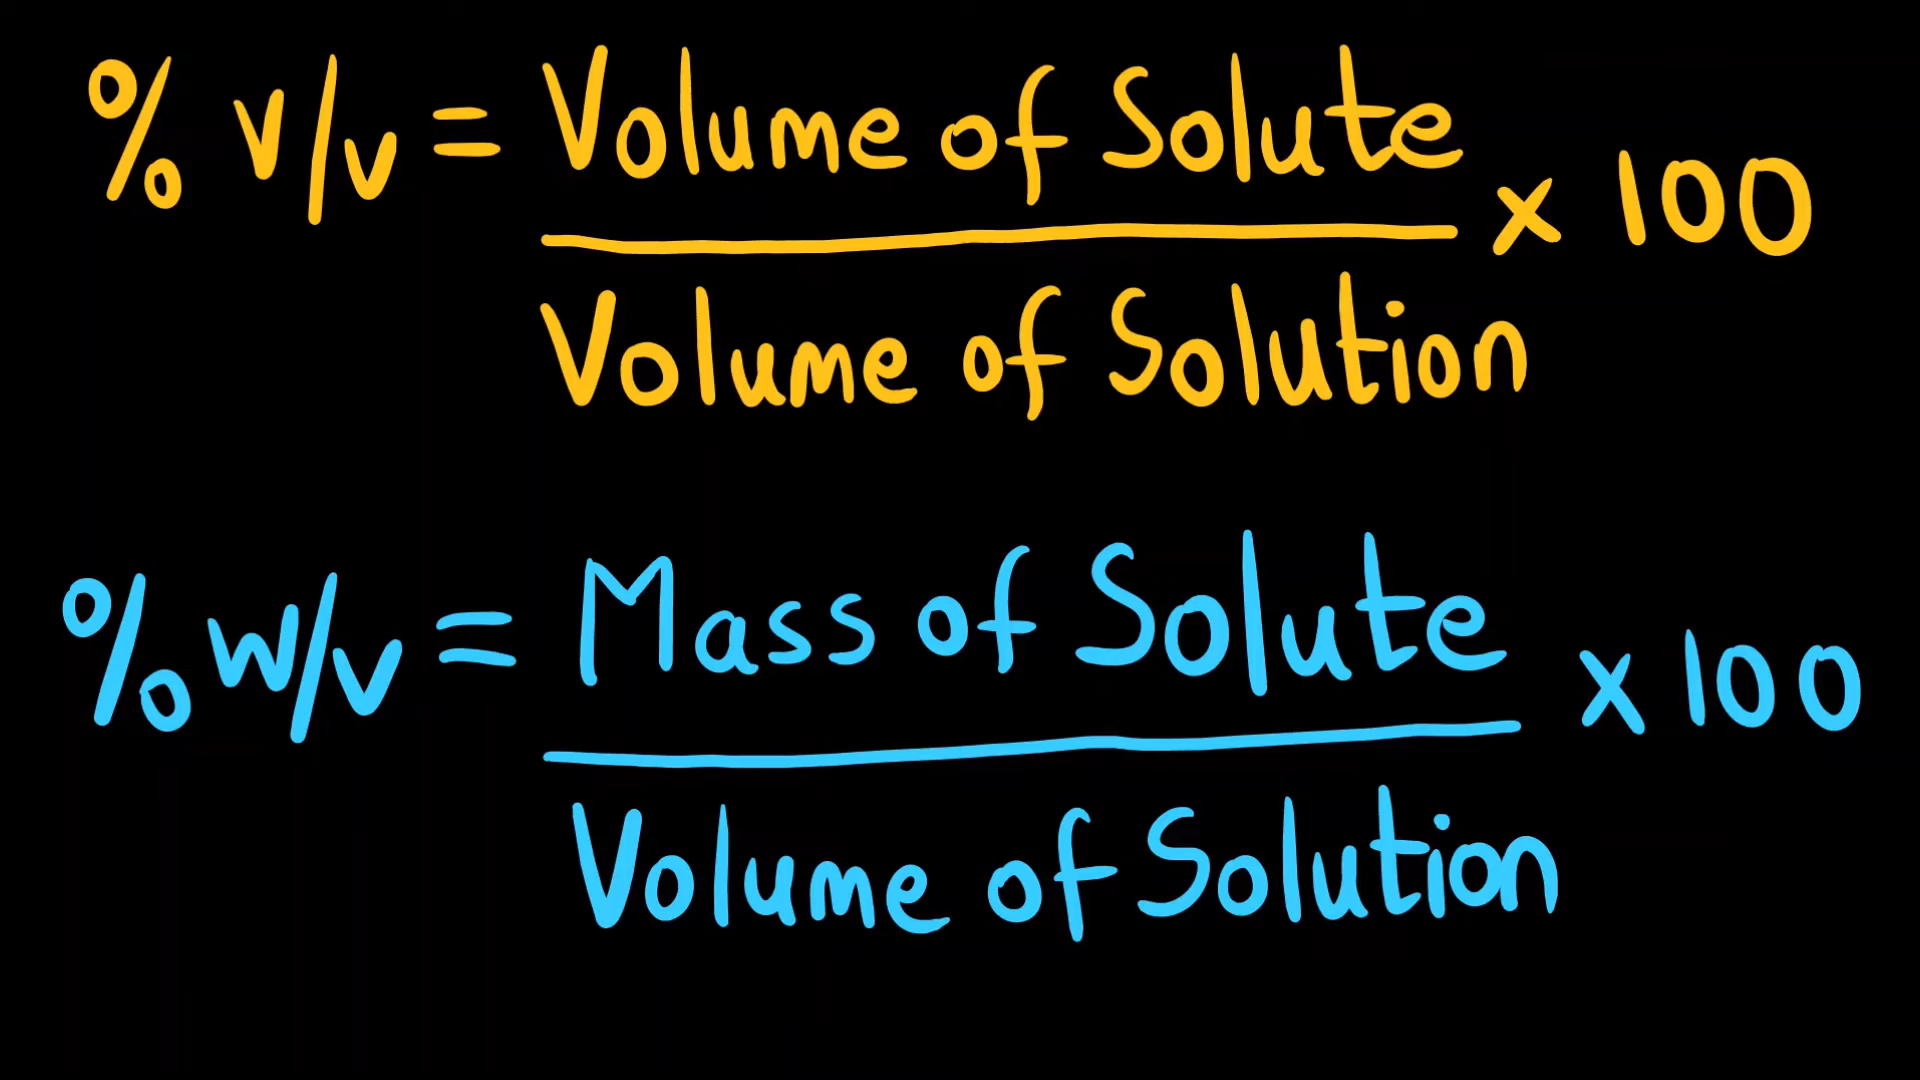 % v/v = Volume of Solute x 100
Volume of Solution
% w/v = Mass of Solute x 100
Volume of Solution